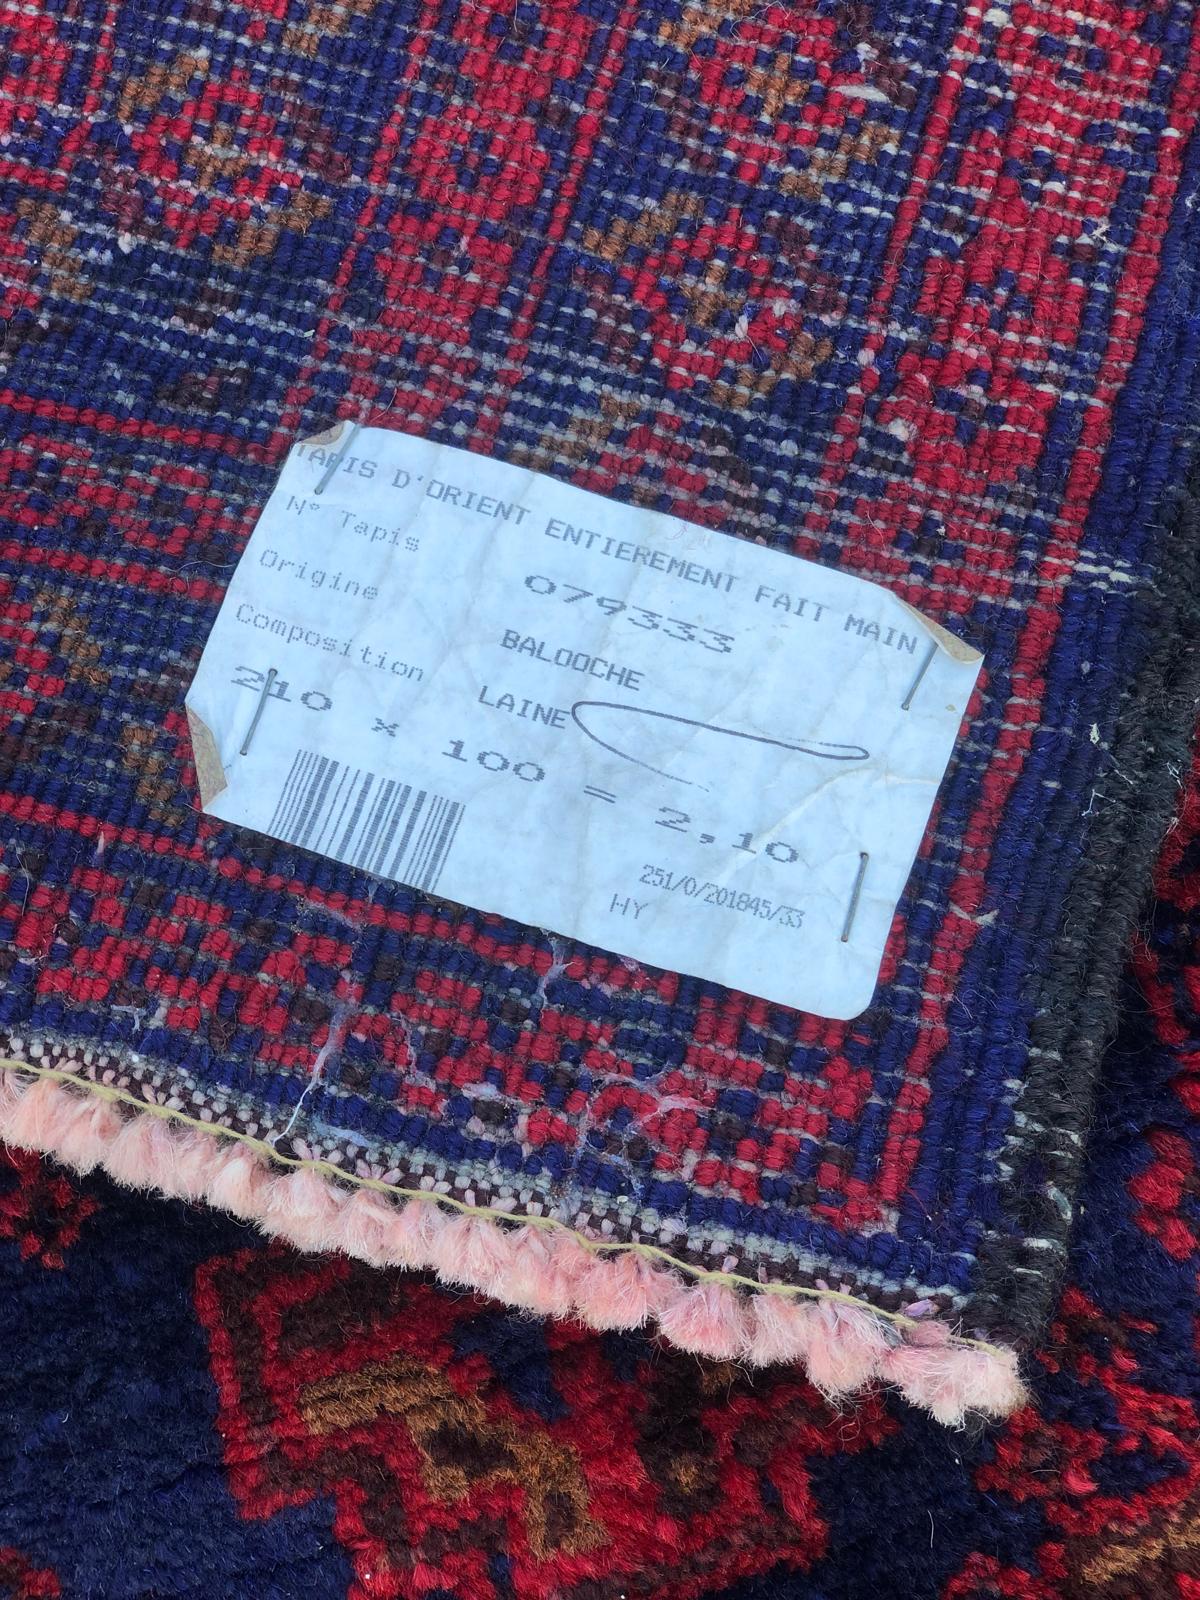 TAPIS D'ORIENT ENTIEREMENT FAIT MAIN
N° Tapis 079333
Origine BALOOCHE
Composition LAINE
210 x 100 = 2,10
251/0/201845/33
HY